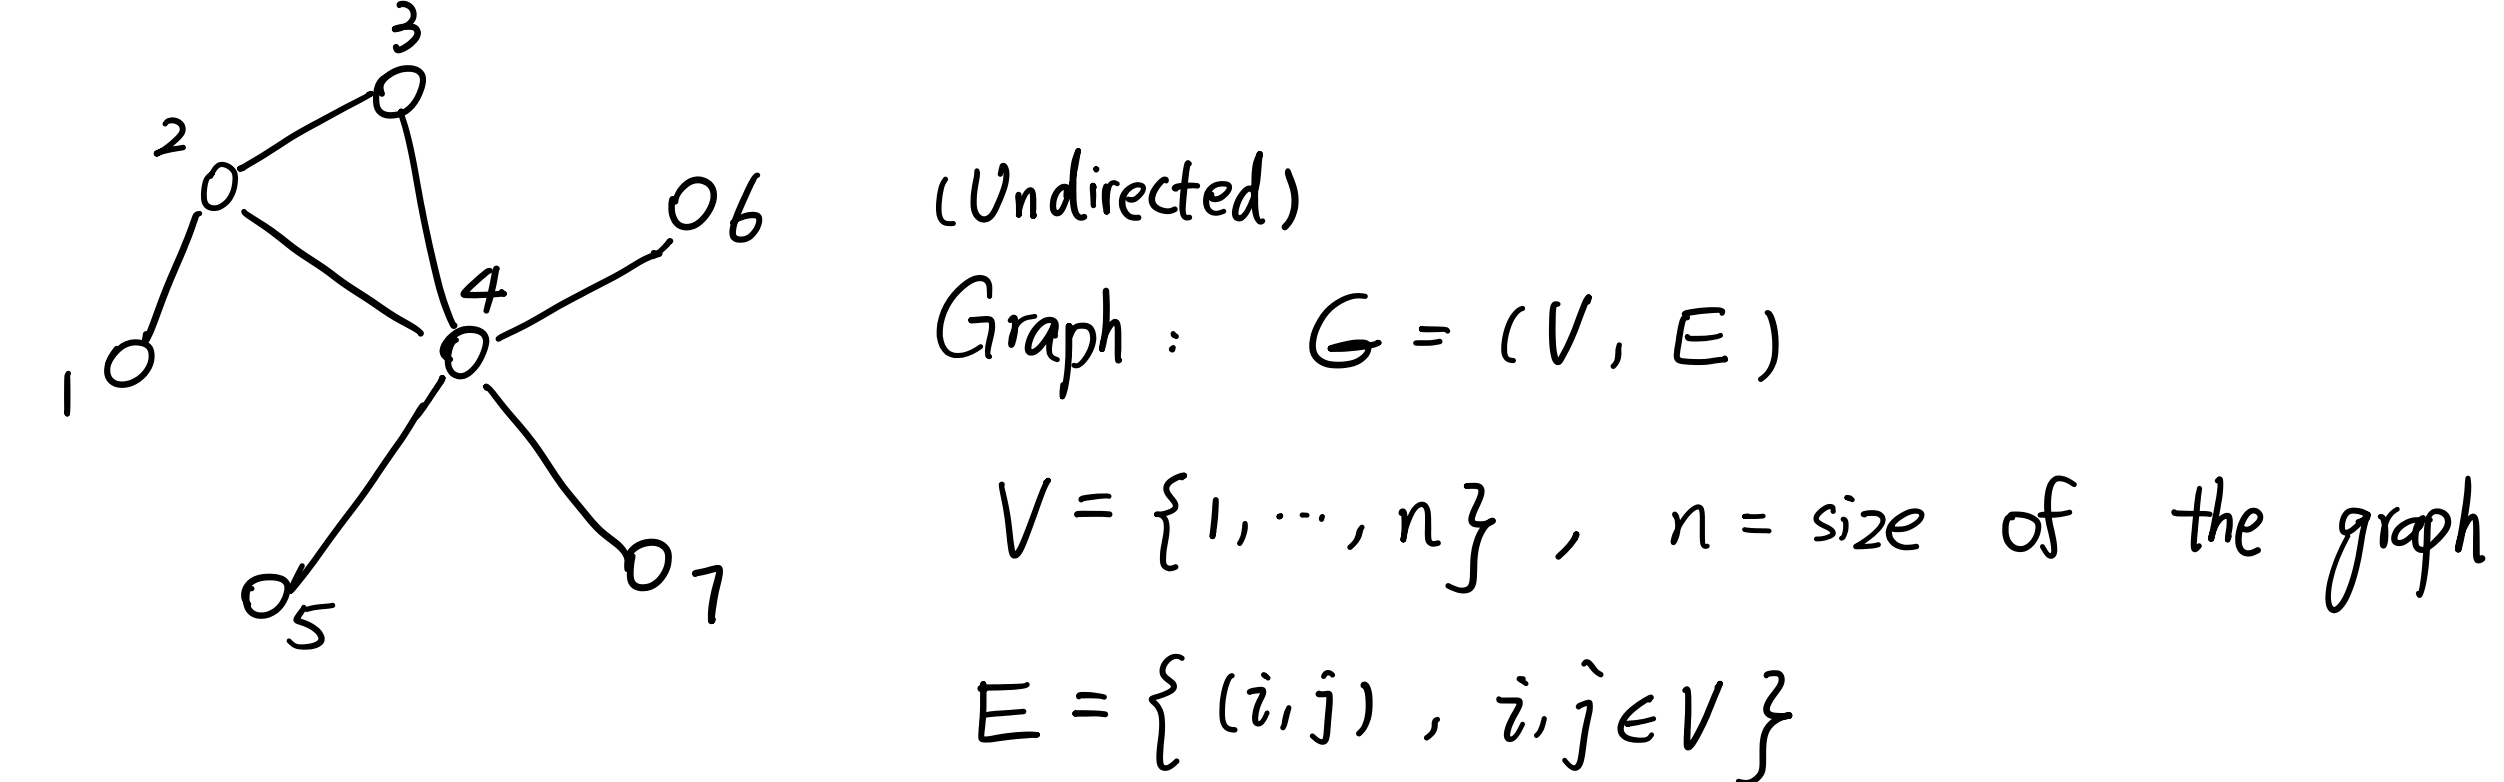 3
2
6
4
1
5
7
(Undirected)
Graph : G = (V, E)
V = {1, ..., n} , n = size of the graph
E = {(i, j) , i, j ∈ V}